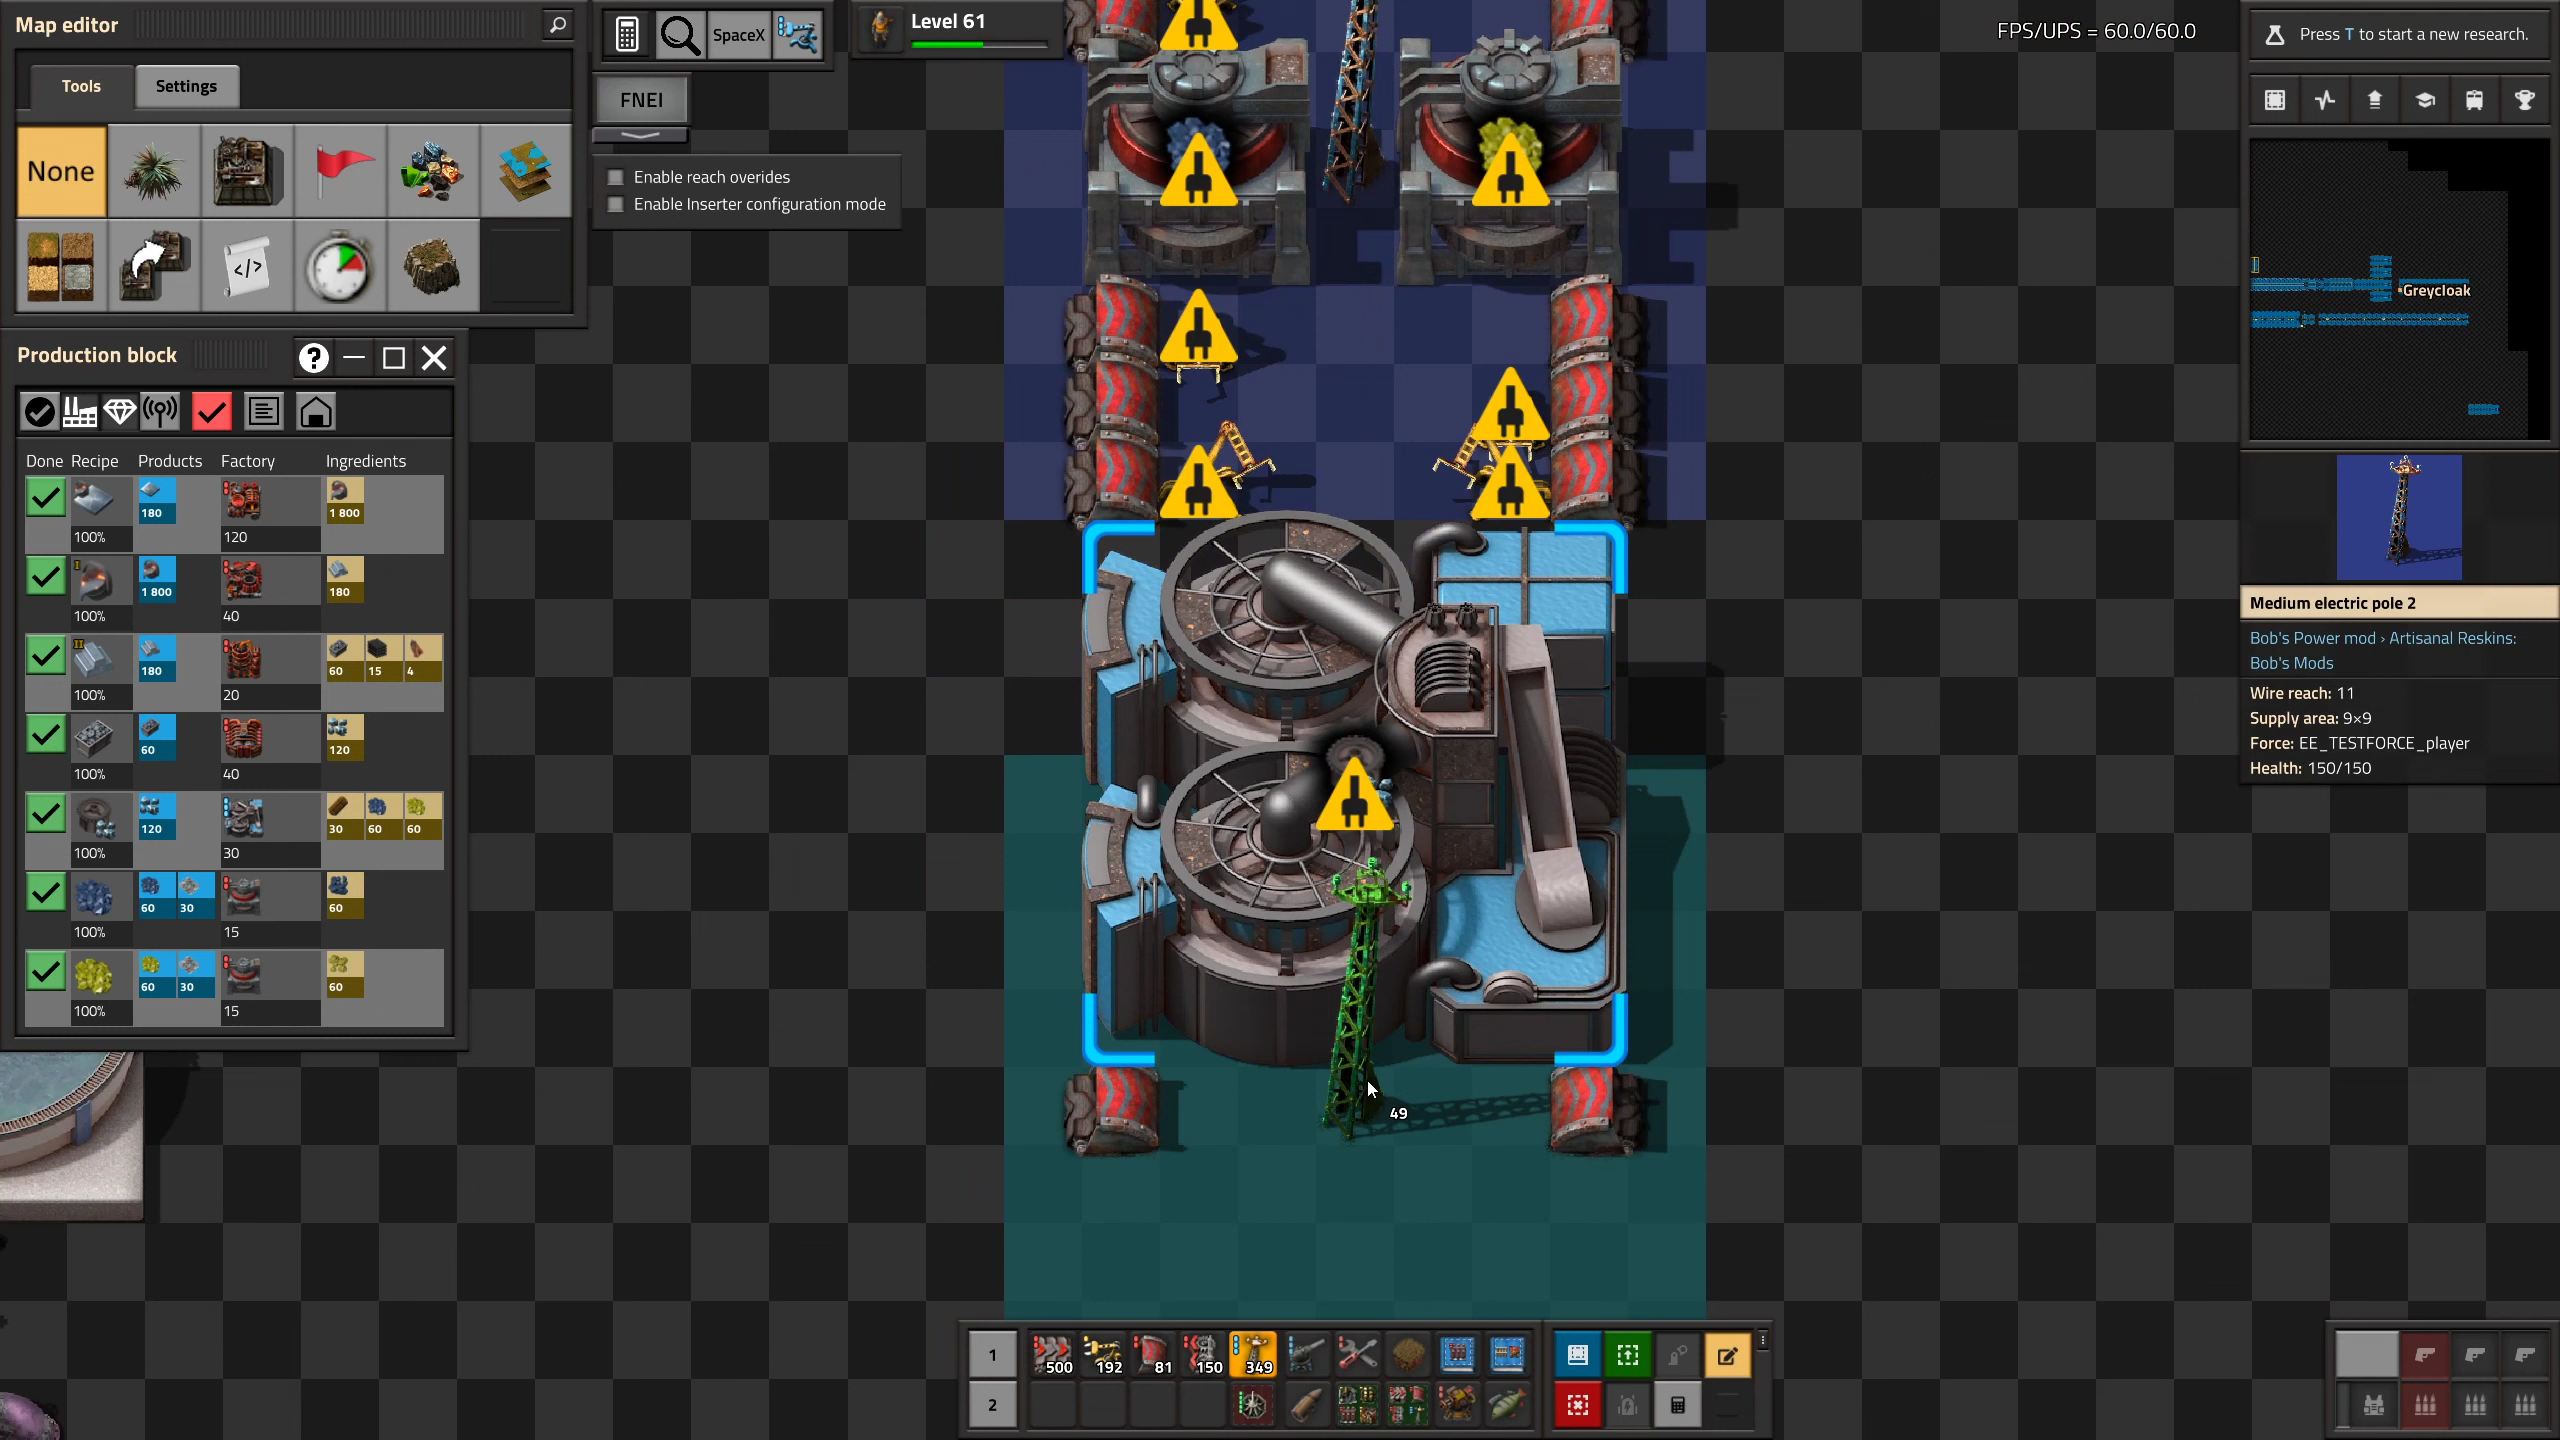 Map editor
Tools
Settings
None
SpaceX
FNEI
Enable reach overides
Enable Inserter configuration mode
Level 61
FPS/UPS = 60.0/60.0
Press T to start a new research.
Greycloak
Medium electric pole 2
Bob's Power mod › Artisanal Reskins:
Bob's Mods
Wire reach: 11
Supply area: 9×9
Force: EE_TESTFORCE_player
Health: 150/150
Production block
Done Recipe Products Factory Ingredients
180 1 800
100% 120
I
1 800 180
100% 40
II
180 60 15 4
100% 20
60 120
100% 40
120 30 60 60
100% 30
60 30 60
100% 15
60 30 60
100% 15
49
1 500 192 81 150 349
2